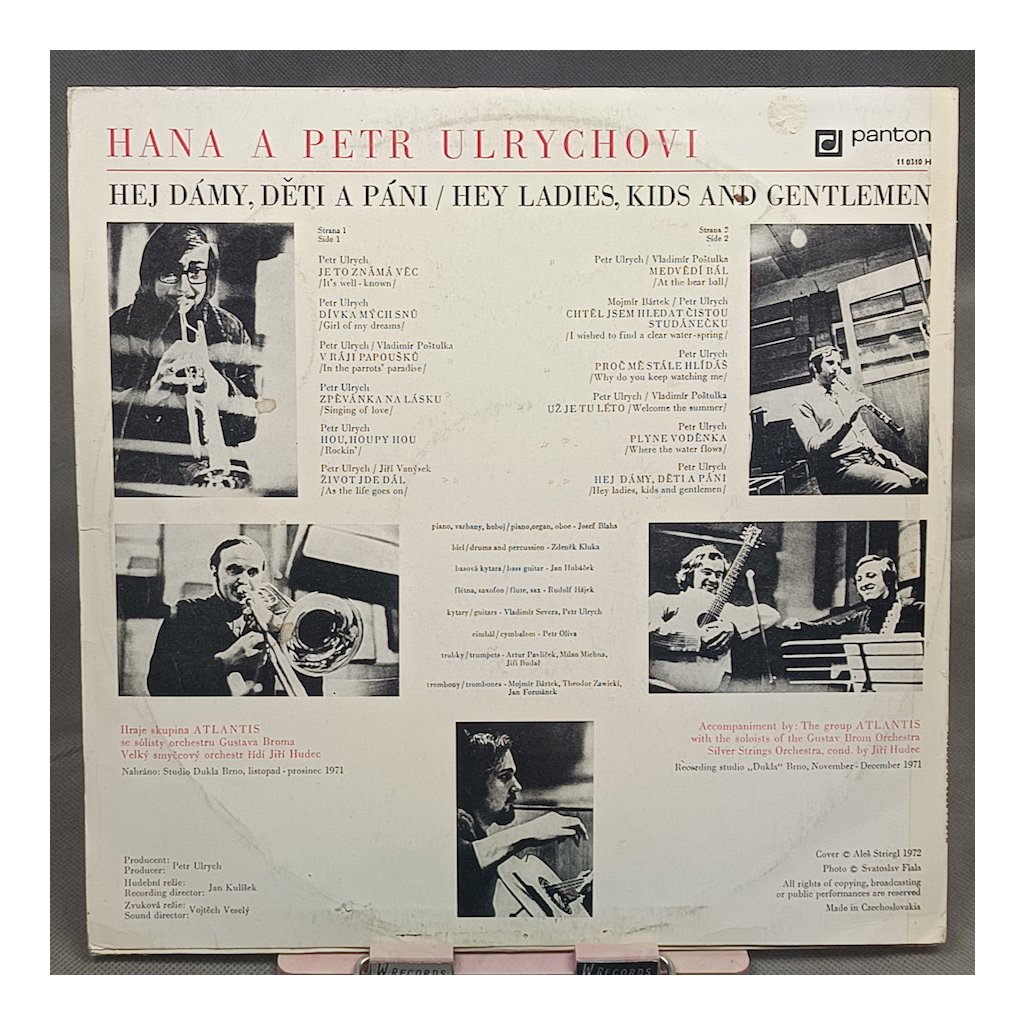 HANA A PETR ULRYCHOVI
panton
11 0310 H
HEJ DÁMY, DĚTI A PÁNI / HEY LADIES, KIDS AND GENTLEMEN
Strana 1
Side 1
Petr Ulrych
JE TO ZNÁMÁ VĚC
/It's well - known/
Petr Ulrych
DÍVKA MÝCH SNŮ
/Girl of my dreams/
Petr Ulrych / Vladimír Poštulka
V RÁJI PAPOUŠKŮ
/In the parrots' paradise/
Petr Ulrych
ZPĚVÁNKA NA LÁSKU
/Singing of love/
Petr Ulrych
HOU, HOUPY HOU
/Rockin'/
Petr Ulrych / Jiří Vanýsek
ŽIVOT JDE DÁL
/As the life goes on/
Strana 2
Side 2
Petr Ulrych / Vladimír Poštulka
MEDVĚDÍ BÁL
/At the bear ball/
Mojmír Bártek / Petr Ulrych
CHTĚL JSEM HLEDAT ČISTOU
STUDÁNEČKU
/I wished to find a clear water-spring/
Petr Ulrych
PROČ MĚ STÁLE HLÍDÁŠ
/Why do you keep watching me/
Petr Ulrych / Vladimír Poštulka
UŽ JE TU LÉTO /Welcome the summer/
Petr Ulrych
PLYNE VODĚNKA
/Where the water flows/
Petr Ulrych
HEJ DÁMY, DĚTI A PÁNI
/Hey ladies, kids and gentlemen/
piano, varhany, hoboj / piano, organ, oboe - Josef Blaha
bicí / drums and percussion - Zdeněk Kluka
basová kytara / bass guitar - Jan Hubáček
flétna, saxofon / flute, sax - Rudolf Hájek
kytary / guitars - Vladimír Severa, Petr Ulrych
cimbál / cymbalom - Petr Oliva
trubky / trumpets - Artur Pavlíček, Milan Michna,
Jiří Rudař
trombony / trombones - Mojmír Bártek, Theodor Zawicki,
Jan Formánek
Hraje skupina ATLANTIS
se sólisty orchestru Gustava Broma
Velký smyčcový orchestr řídí Jiří Hudec
Nahráno: Studio Dukla Brno, listopad - prosinec 1971
Accompaniment by: The group ATLANTIS
with the soloists of the Gustav Brom Orchestra
Silver Strings Orchestra, cond. by Jiří Hudec
Recording studio „Dukla" Brno, November - December 1971
Producent:
Producer: Petr Ulrych
Hudební režie:
Recording director: Jan Kulíšek
Zvuková režie:
Sound director: Vojtěch Veselý
Cover © Aleš Striegl 1972
Photo © Svatoslav Fiala
All rights of copying, broadcasting
or public performances are reserved
Made in Czechoslovakia
W RECORDS
W RECORDS